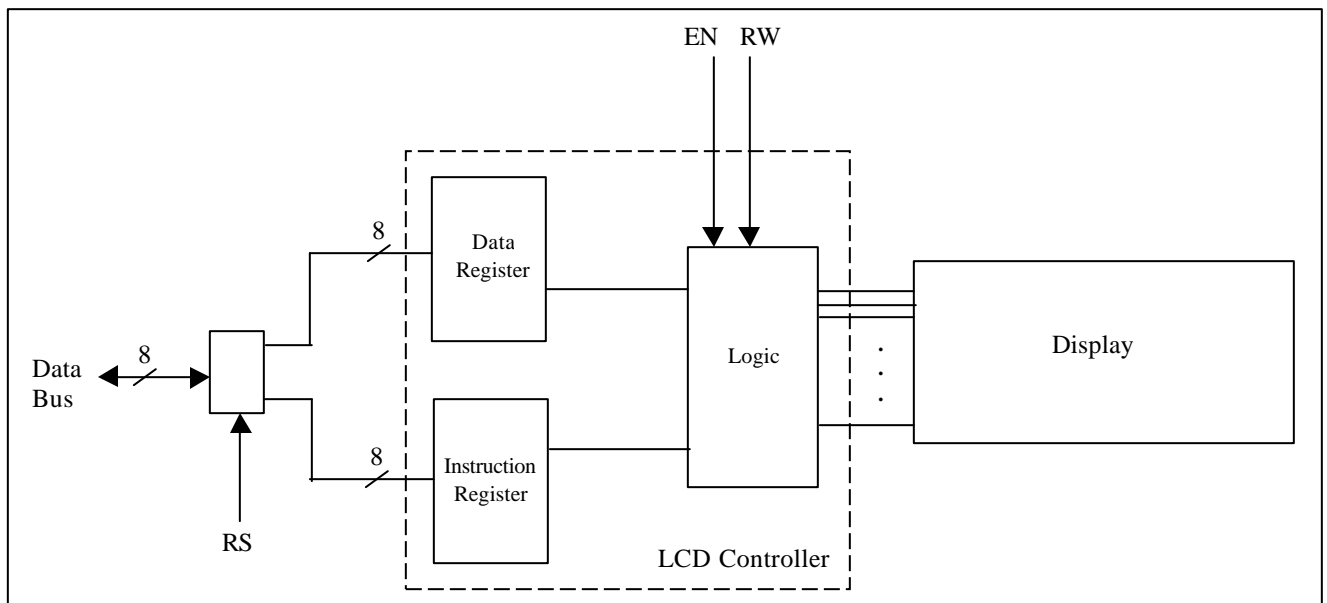 EN RW
8
Data
Register
8
Data
Bus
Logic
Display
8
Instruction
Register
RS
LCD Controller